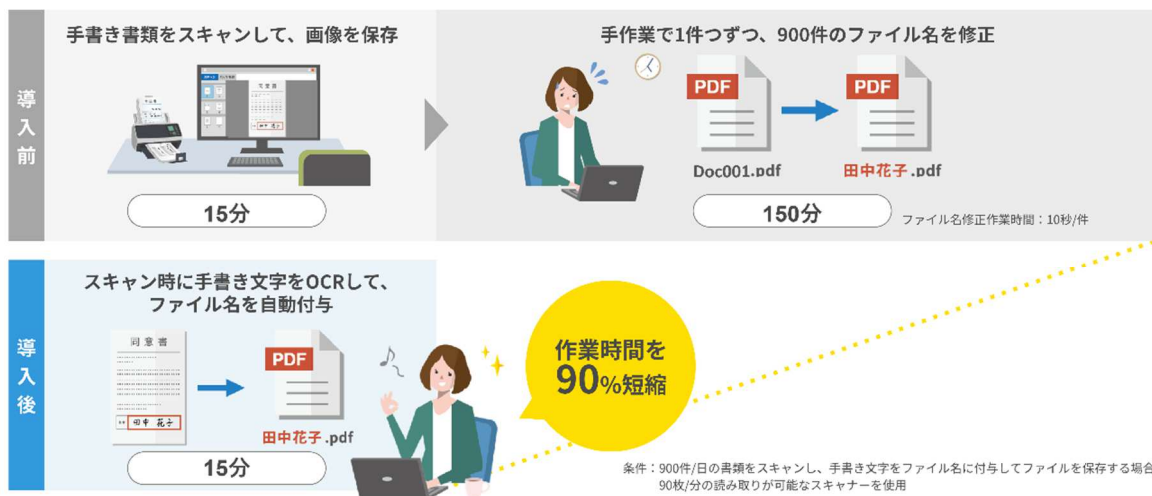 導入前
手書き書類をスキャンして、画像を保存
同意書
田中 花子
15分
手作業で1件つずつ、900件のファイル名を修正
PDF
Doc001.pdf
PDF
田中花子.pdf
150分
ファイル名修正作業時間：10秒/件
導入後
スキャン時に手書き文字をOCRして、
ファイル名を自動付与
同意書
田中 花子
PDF
田中花子.pdf
15分
作業時間を
90%短縮
条件：900件/日の書類をスキャンし、手書き文字をファイル名に付与してファイルを保存する場合
90枚/分の読み取りが可能なスキャナーを使用